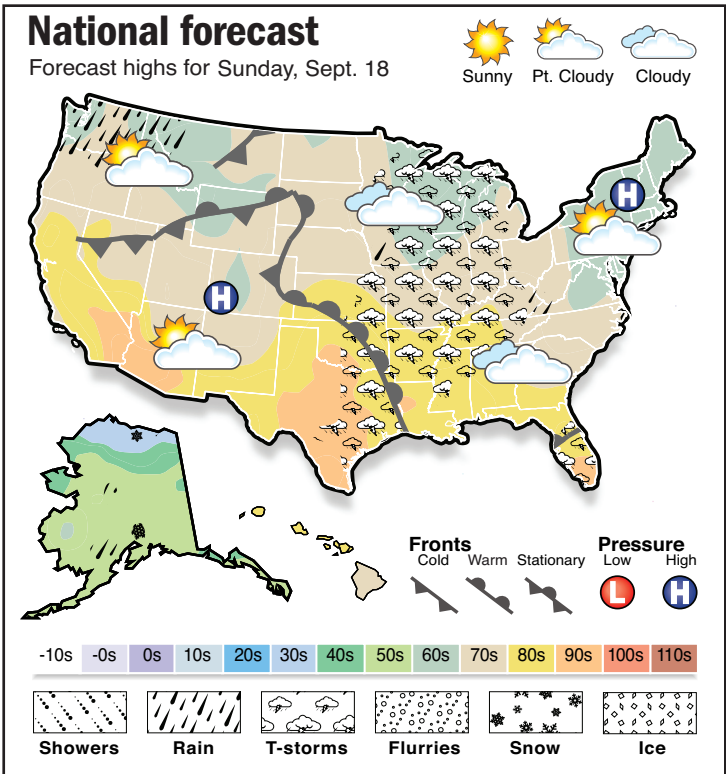 National forecast
Forecast highs for Sunday, Sept. 18
Sunny Pt. Cloudy Cloudy
H
H
Fronts Pressure
Cold Warm Stationary Low High
L H
-10s -0s 0s 10s 20s 30s 40s 50s 60s 70s 80s 90s 100s 110s
Showers Rain T-storms Flurries Snow Ice